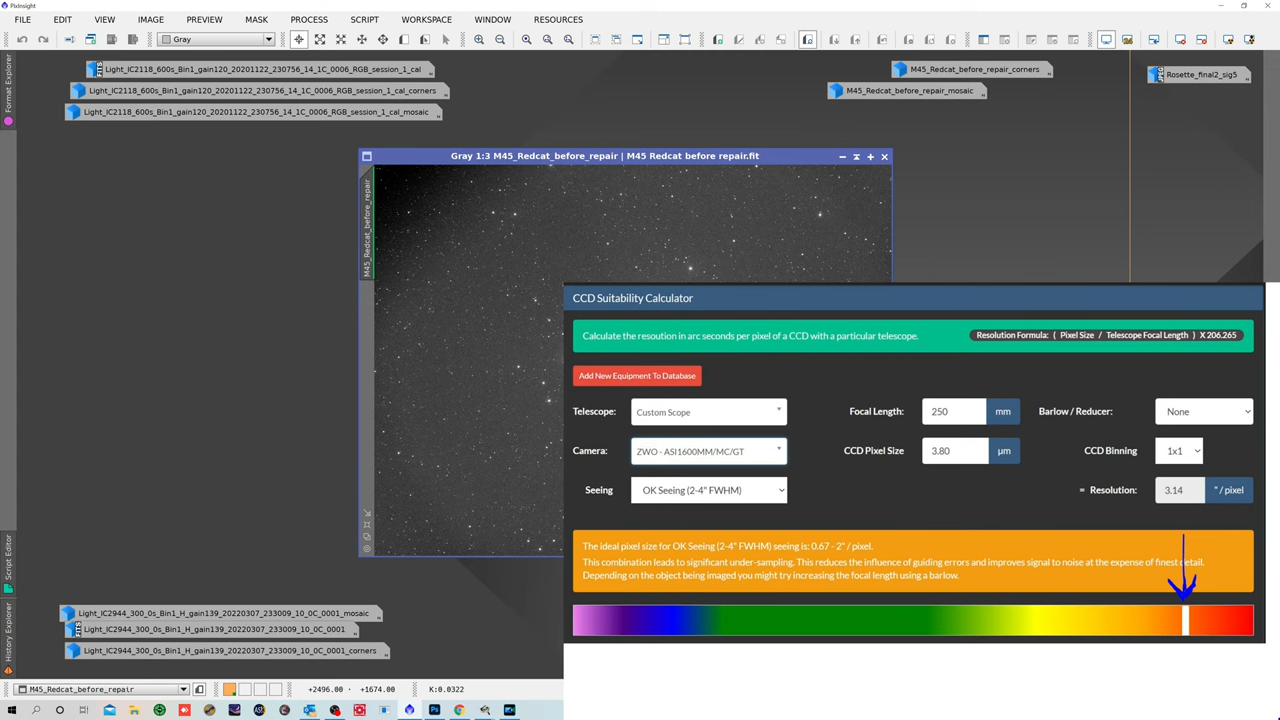 PixInsight
FILE EDIT VIEW IMAGE PREVIEW MASK PROCESS SCRIPT WORKSPACE WINDOW RESOURCES
Gray
Format Explorer
Light_IC2118_600s_Bin1_gain120_20201122_230756_14_1C_0006_RGB_session_1_cal
Light_IC2118_600s_Bin1_gain120_20201122_230756_14_1C_0006_RGB_session_1_cal_corners
Light_IC2118_600s_Bin1_gain120_20201122_230756_14_1C_0006_RGB_session_1_cal_mosaic
M45_Redcat_before_repair_corners
M45_Redcat_before_repair_mosaic
Rosette_final2_sig5
Gray 1:3 M45_Redcat_before_repair | M45 Redcat before repair.fit
M45_Redcat_before_repair
CCD Suitability Calculator
Calculate the resoution in arc seconds per pixel of a CCD with a particular telescope.
Resolution Formula: ( Pixel Size / Telescope Focal Length ) X 206.265
Add New Equipment To Database
Telescope: Custom Scope Focal Length: 250 mm Barlow / Reducer: None
Camera: ZWO - ASI1600MM/MC/GT CCD Pixel Size 3.80 µm CCD Binning 1x1
Seeing OK Seeing (2-4" FWHM) = Resolution: 3.14 " / pixel
The ideal pixel size for OK Seeing (2-4" FWHM) seeing is: 0.67 - 2" / pixel.
This combination leads to significant under-sampling. This reduces the influence of guiding errors and improves signal to noise at the expense of finest detail.
Depending on the object being imaged you might try increasing the focal length using a barlow.
Script Editor
History Explorer
Light_IC2944_300_0s_Bin1_H_gain139_20220307_233009_10_0C_0001_mosaic
Light_IC2944_300_0s_Bin1_H_gain139_20220307_233009_10_0C_0001
Light_IC2944_300_0s_Bin1_H_gain139_20220307_233009_10_0C_0001_corners
M45_Redcat_before_repair
+2496.00 · +1674.00 K:0.0322